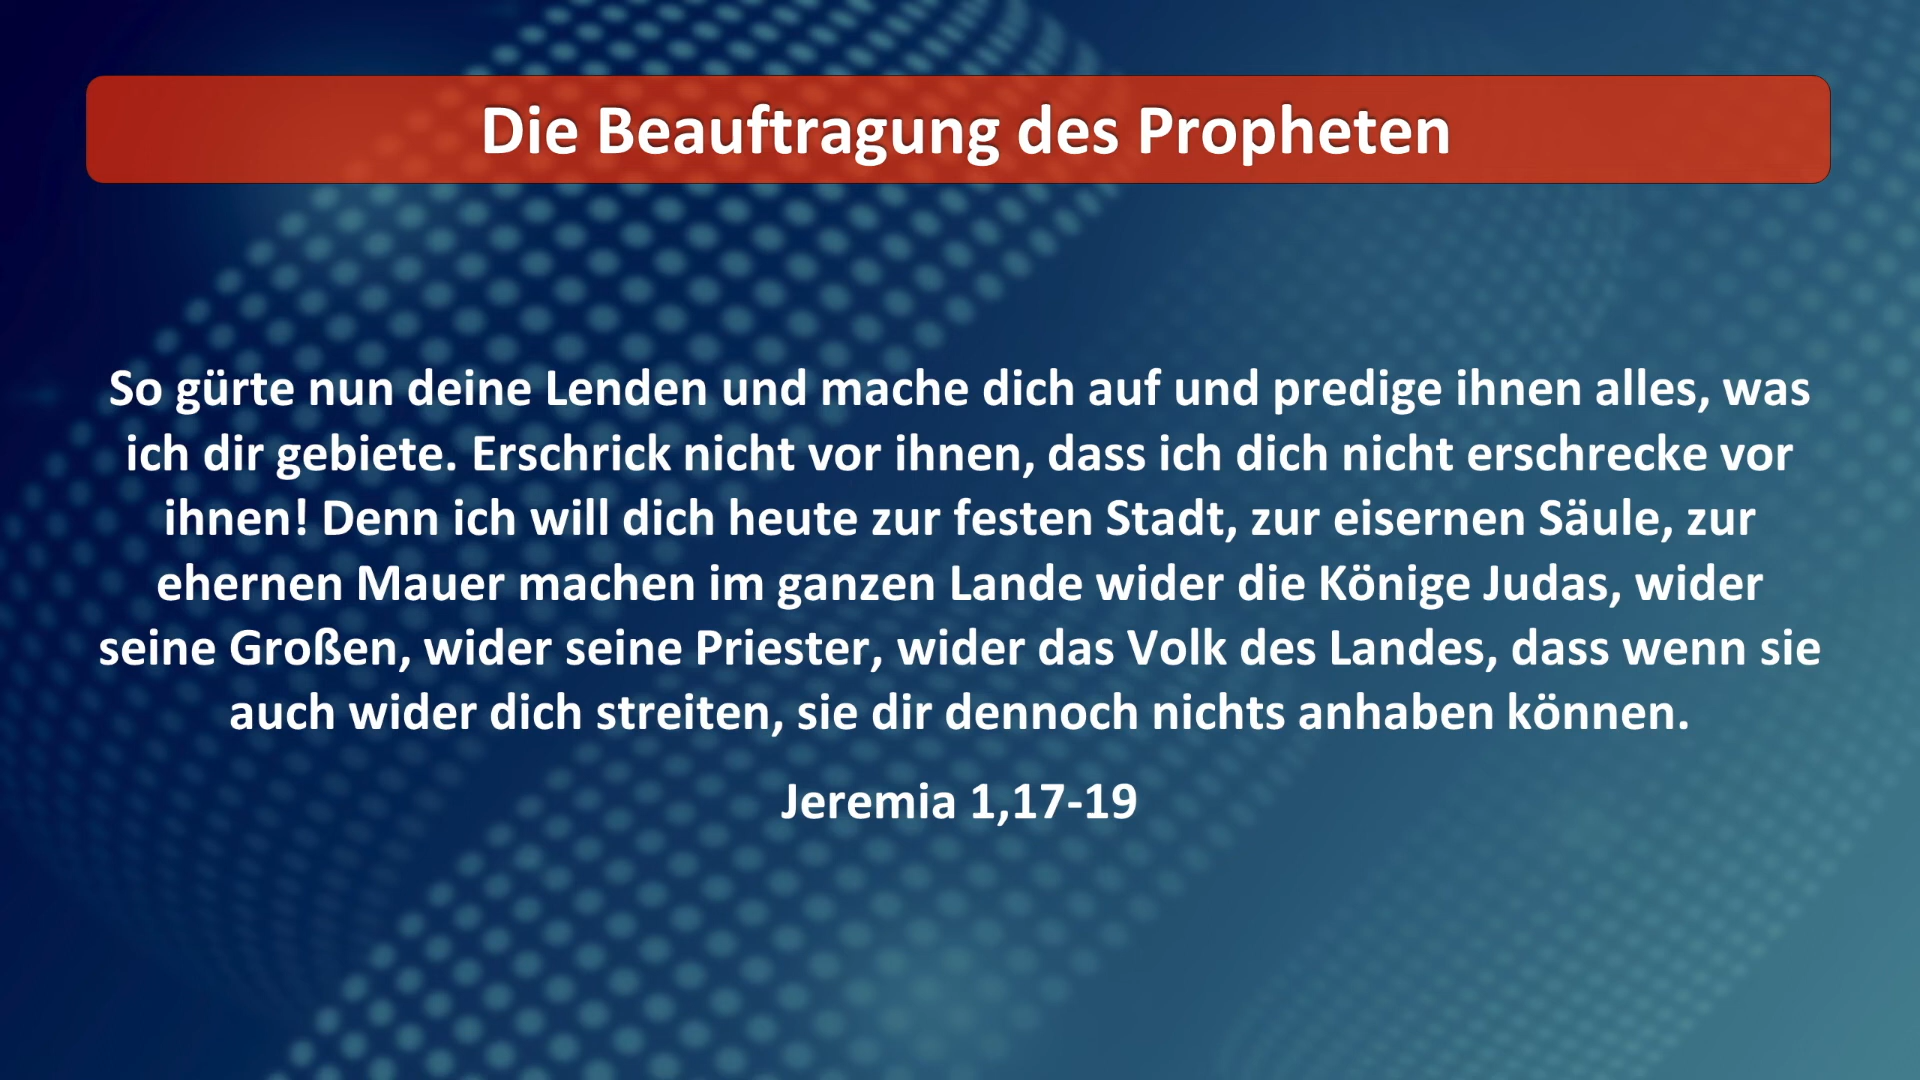 Die Beauftragung des Propheten
So gürte nun deine Lenden und mache dich auf und predige ihnen alles, was
ich dir gebiete. Erschrick nicht vor ihnen, dass ich dich nicht erschrecke vor
ihnen! Denn ich will dich heute zur festen Stadt, zur eisernen Säule, zur
ehernen Mauer machen im ganzen Lande wider die Könige Judas, wider
seine Großen, wider seine Priester, wider das Volk des Landes, dass wenn sie
auch wider dich streiten, sie dir dennoch nichts anhaben können.
Jeremia 1,17-19